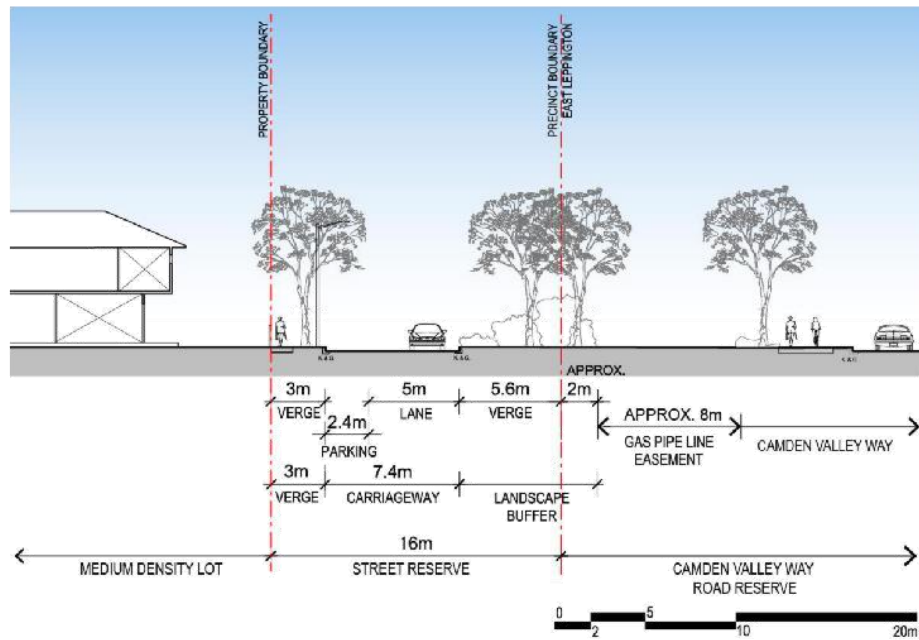 PROPERTY BOUNDARY
PRECINCT BOUNDARY
EAST LEPPINGTON
K & G
K & G
K & G
APPROX.
3m
5m
5.6m
2m
VERGE
LANE
VERGE
APPROX. 8m
2.4m
GAS PIPE LINE
EASEMENT
CAMDEN VALLEY WAY
PARKING
3m
7.4m
VERGE
CARRIAGEWAY
LANDSCAPE
BUFFER
16m
MEDIUM DENSITY LOT
STREET RESERVE
CAMDEN VALLEY WAY
ROAD RESERVE
0
5
2
10
20m